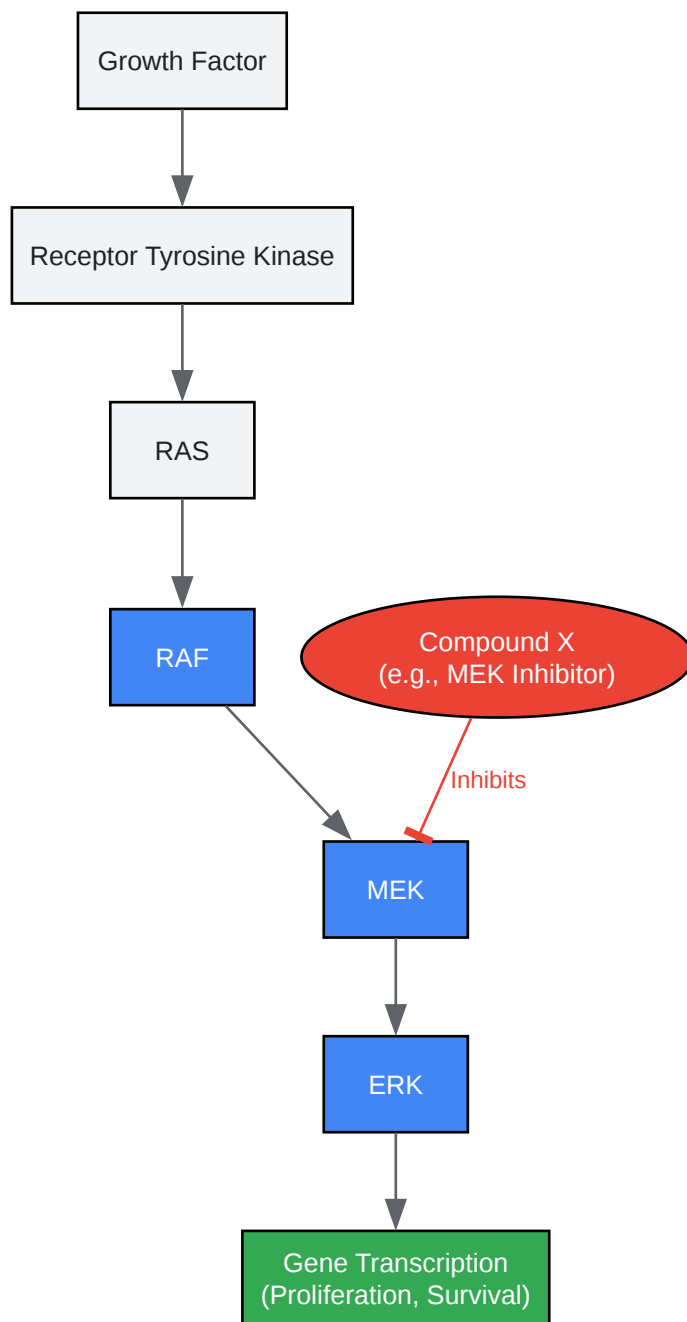 Growth Factor
Receptor Tyrosine Kinase
RAS
RAF
Compound X
(e.g., MEK Inhibitor)
Inhibits
MEK
ERK
Gene Transcription
(Proliferation, Survival)